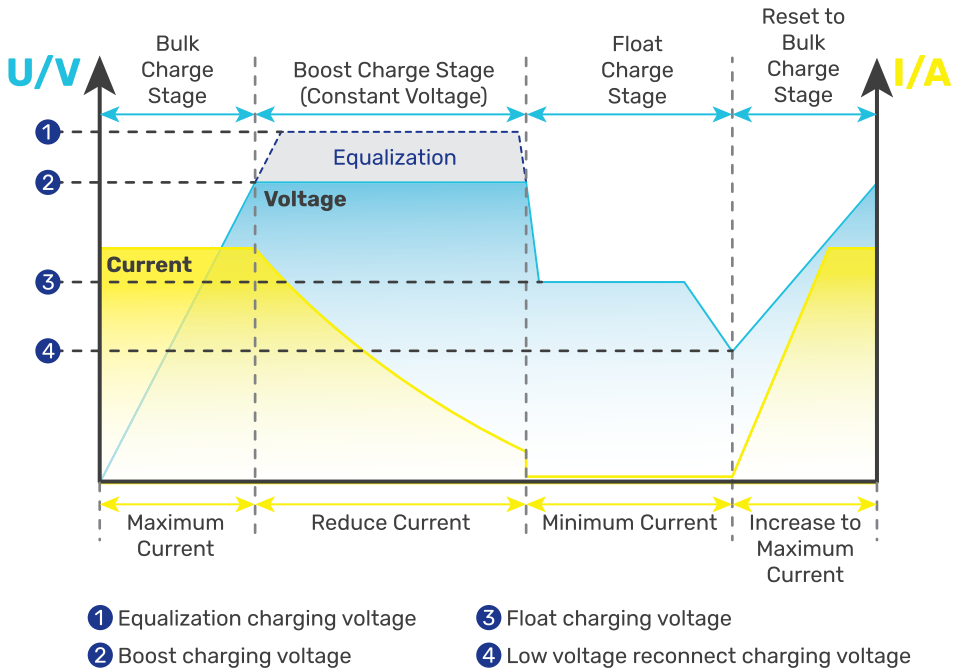 U/V
Bulk
Charge
Stage
Boost Charge Stage
(Constant Voltage)
Float
Charge
Stage
Reset to
Bulk
Charge
Stage
I/A
1
Equalization
2
Voltage
Current
3
4
Maximum
Current
Reduce Current
Minimum Current
Increase to
Maximum
Current
1 Equalization charging voltage
3 Float charging voltage
2 Boost charging voltage
4 Low voltage reconnect charging voltage